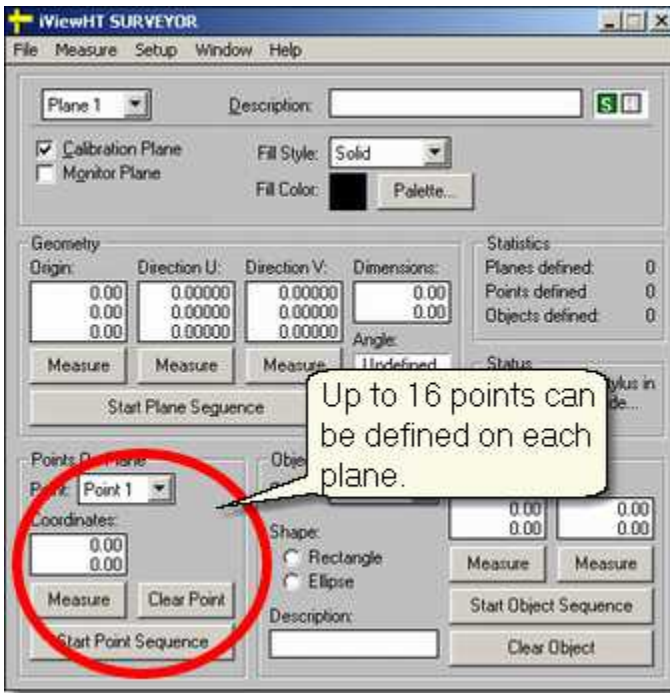 iViewHT SURVEYOR
File Measure Setup Window Help
Plane 1 Description: S
Calibration Plane Fill Style: Solid
Monitor Plane
Fill Color: Palette...
Geometry Statistics
Origin: Direction U: Direction V: Dimensions: Planes defined: 0
0.00 0.00000 0.00000 0.00 Points defined 0
0.00 0.00000 0.00000 0.00 Objects defined: 0
0.00 0.00000 0.00000
Angle:
Measure Measure Measure Undefined Status
Start Plane Sequence
Up to 16 points can
be defined on each
plane.
Points On Plane
Point: Point 1
Coordinates:
0.00
0.00
Measure Clear Point
Start Point Sequence
Shape:
Rectangle
Ellipse
Description:
0.00 0.00
0.00 0.00
Measure Measure
Start Object Sequence
Clear Object